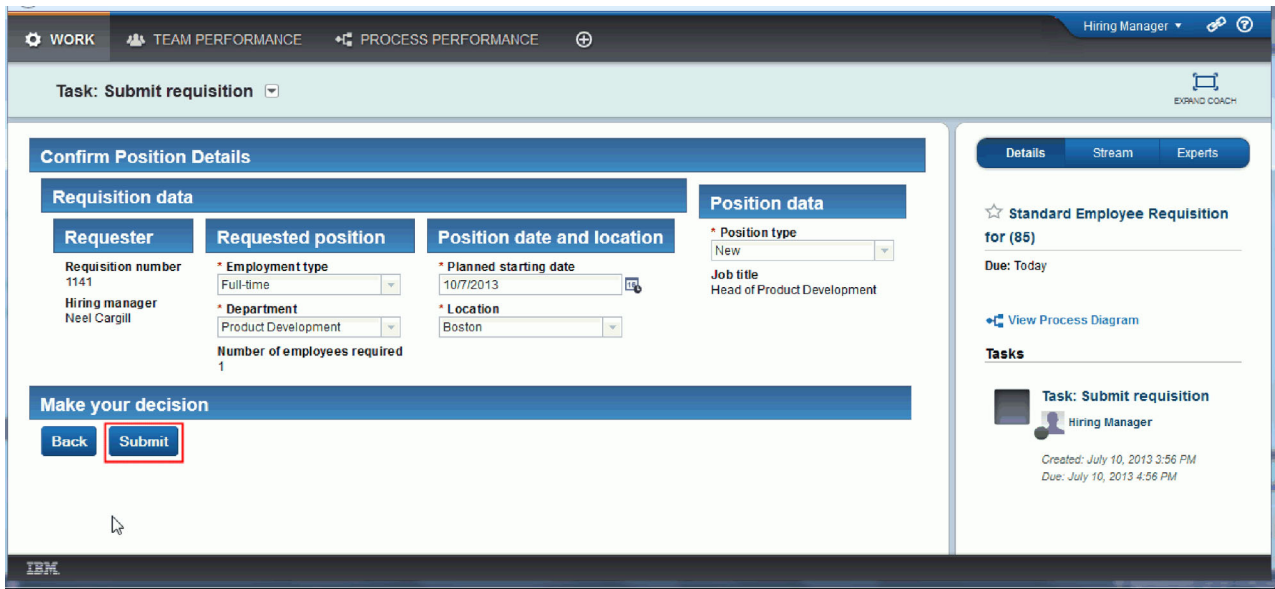 WORK
TEAM PERFORMANCE
PROCESS PERFORMANCE
Hiring Manager
Task: Submit requisition
EXPAND COACH
Confirm Position Details
Requisition data
Requester
Requisition number
1141
Hiring manager
Neel Cargill
Requested position
* Employment type
Full-time
* Department
Product Development
Number of employees required
1
Position date and location
* Planned starting date
10/7/2013
* Location
Boston
Position data
* Position type
New
Job title
Head of Product Development
Make your decision
Back
Submit
Details
Stream
Experts
Standard Employee Requisition
for (85)
Due: Today
View Process Diagram
Tasks
Task: Submit requisition
Hiring Manager
Created: July 10, 2013 3:56 PM
Due: July 10, 2013 4:56 PM
IBM